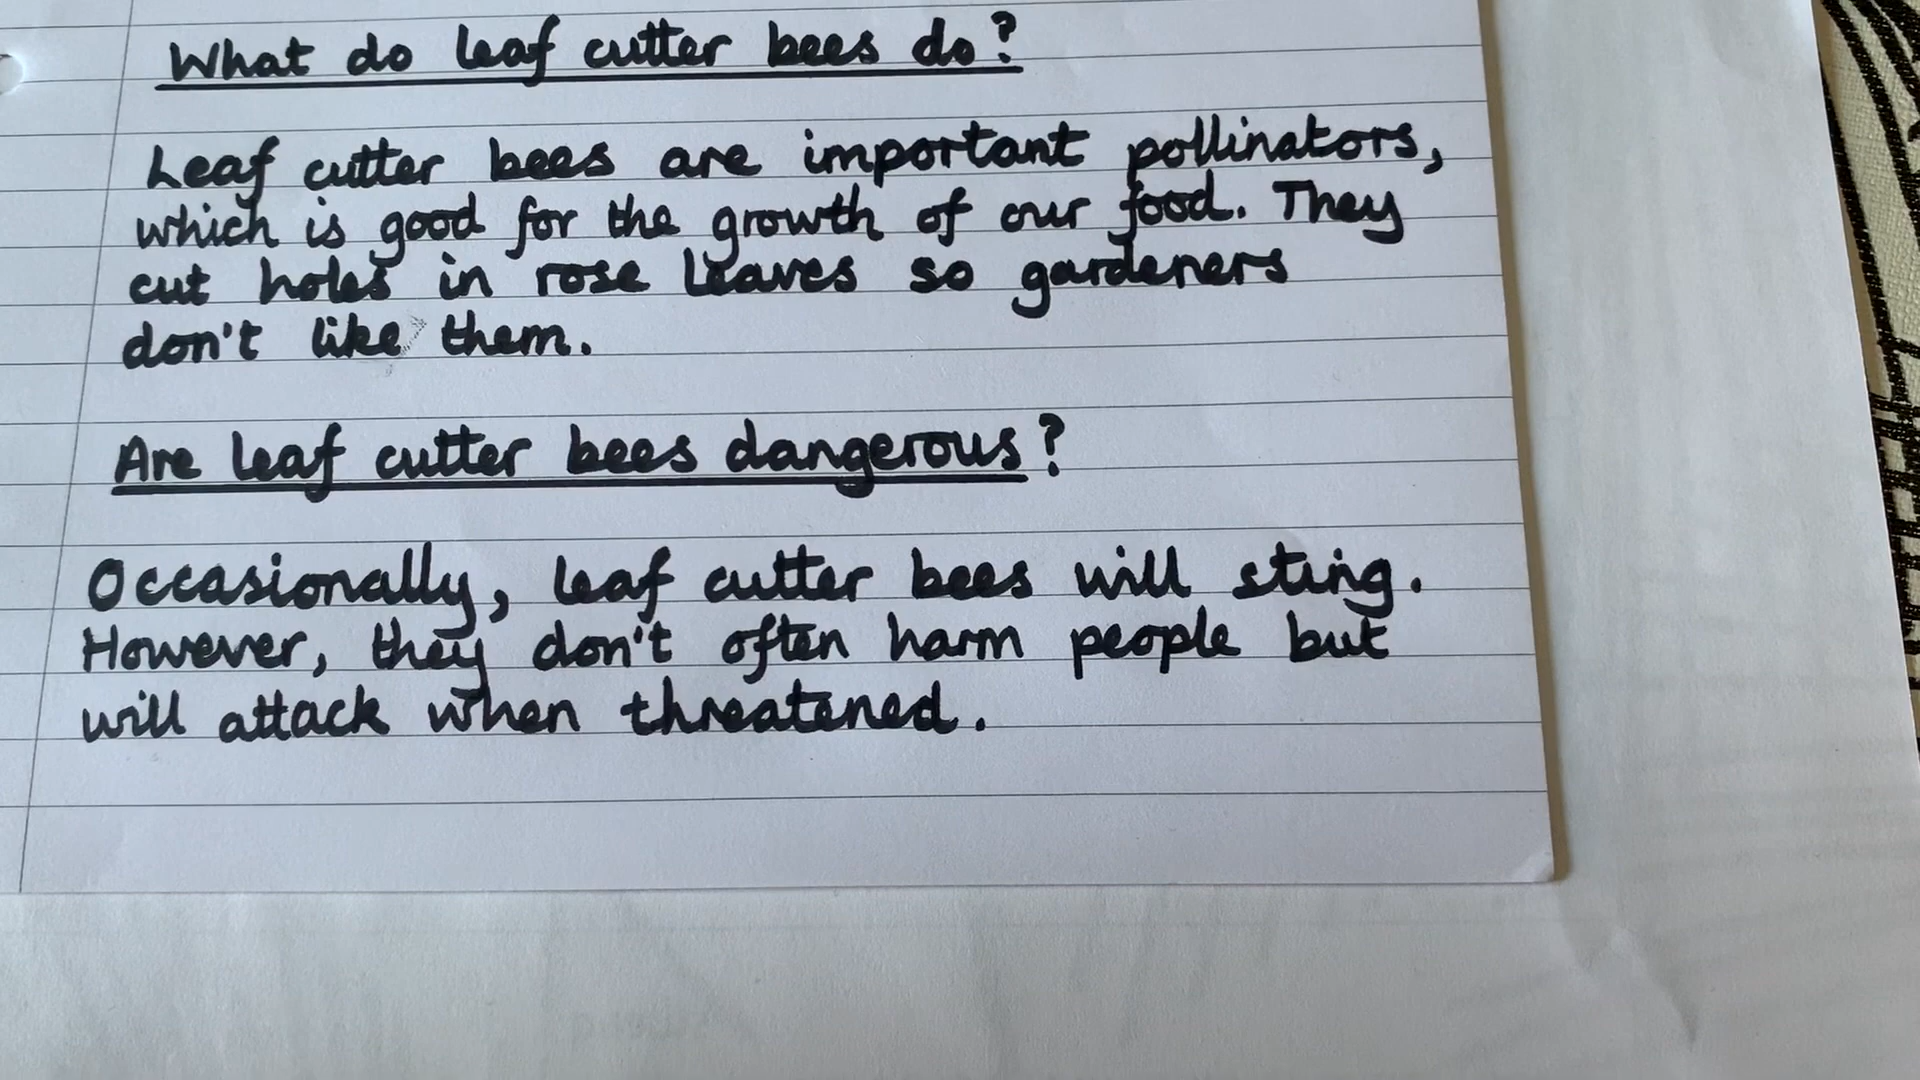 What do leaf cutter bees do?
Leaf cutter bees are important pollinators,
which is good for the growth of our food. They
cut holes in rose leaves so gardeners
don't like them.
Are leaf cutter bees dangerous?
Occasionally, leaf cutter bees will sting.
However, they don't often harm people but
will attack when threatened.